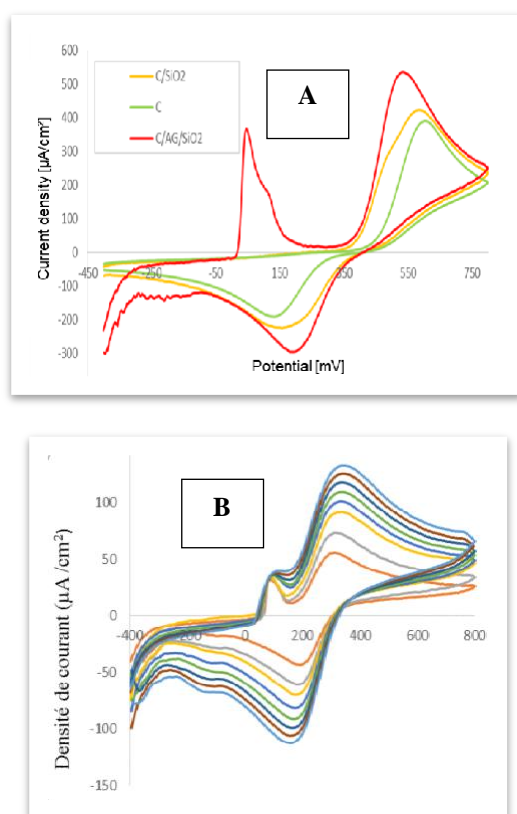 600
500
400
300
200
100
0
-100
-200
-300
Current density [µA/cm²]
C/SIO2
C
C/AG/SIO2
A
-450 -250 -50 150 350 550 750
Potential [mV]
B
100
50
0
-50
-100
-150
Densité de courant (µA /cm²)
-400 -200 0 200 400 600 800